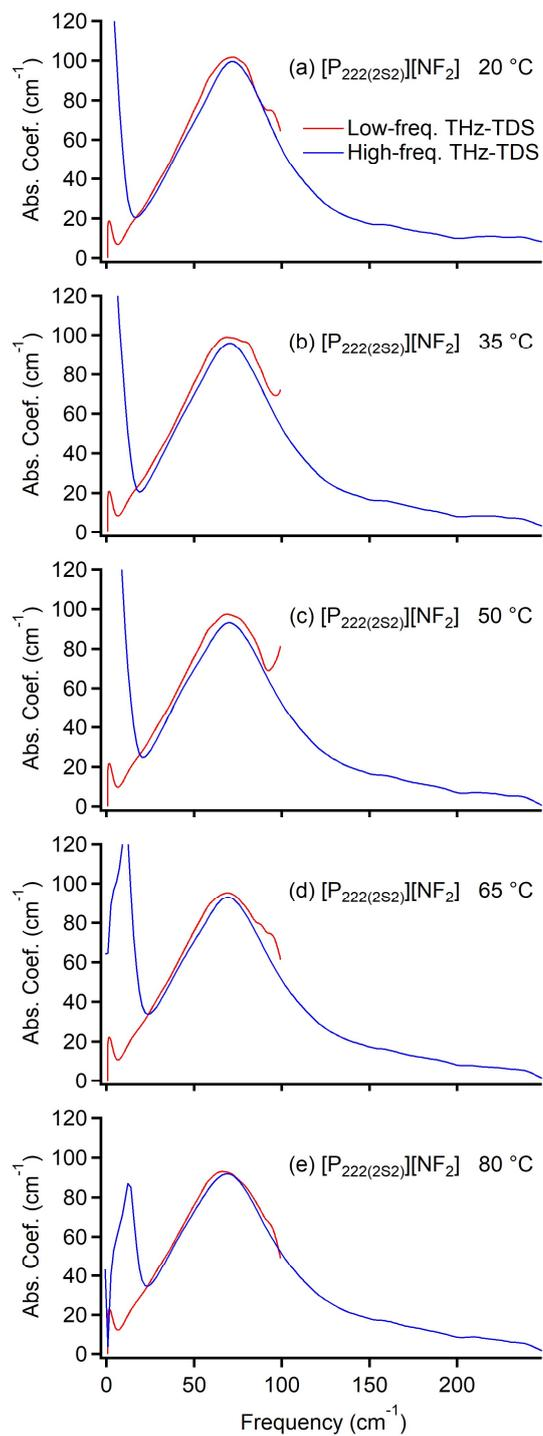 120
100
80
60
40
20
0
Abs. Coef. (cm⁻¹)
(a) [P₂₂₂₍₂S₂₎][NF₂] 20 °C
Low-freq. THz-TDS
High-freq. THz-TDS
120
100
80
60
40
20
0
Abs. Coef. (cm⁻¹)
(b) [P₂₂₂₍₂S₂₎][NF₂] 35 °C
120
100
80
60
40
20
0
Abs. Coef. (cm⁻¹)
(c) [P₂₂₂₍₂S₂₎][NF₂] 50 °C
120
100
80
60
40
20
0
Abs. Coef. (cm⁻¹)
(d) [P₂₂₂₍₂S₂₎][NF₂] 65 °C
120
100
80
60
40
20
0
Abs. Coef. (cm⁻¹)
(e) [P₂₂₂₍₂S₂₎][NF₂] 80 °C
0 50 100 150 200
Frequency (cm⁻¹)